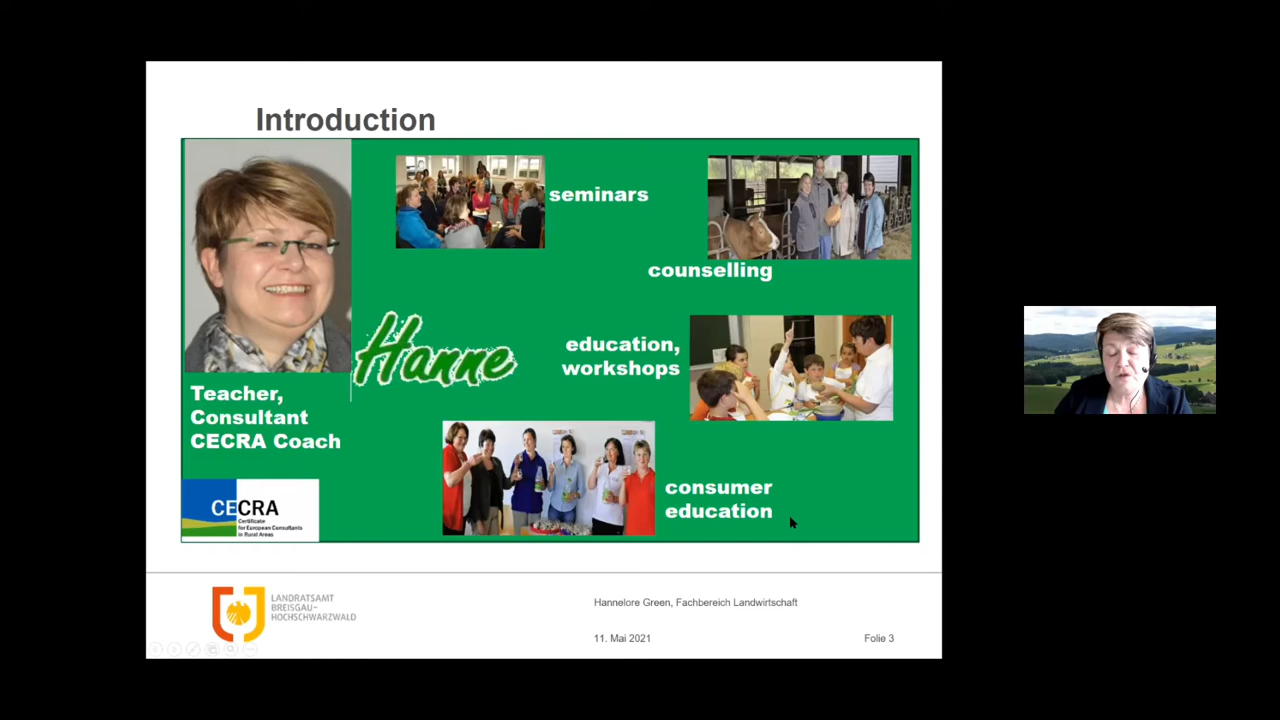 Introduction
seminars
counselling
Hanne
education,
workshops
Teacher,
Consultant
CECRA Coach
consumer
education
CECRA
Certificate
for European Consultants
in Rural Areas
LANDRATSAMT
BREISGAU-
HOCHSCHWARZWALD
Hannelore Green, Fachbereich Landwirtschaft
11. Mai 2021
Folie 3